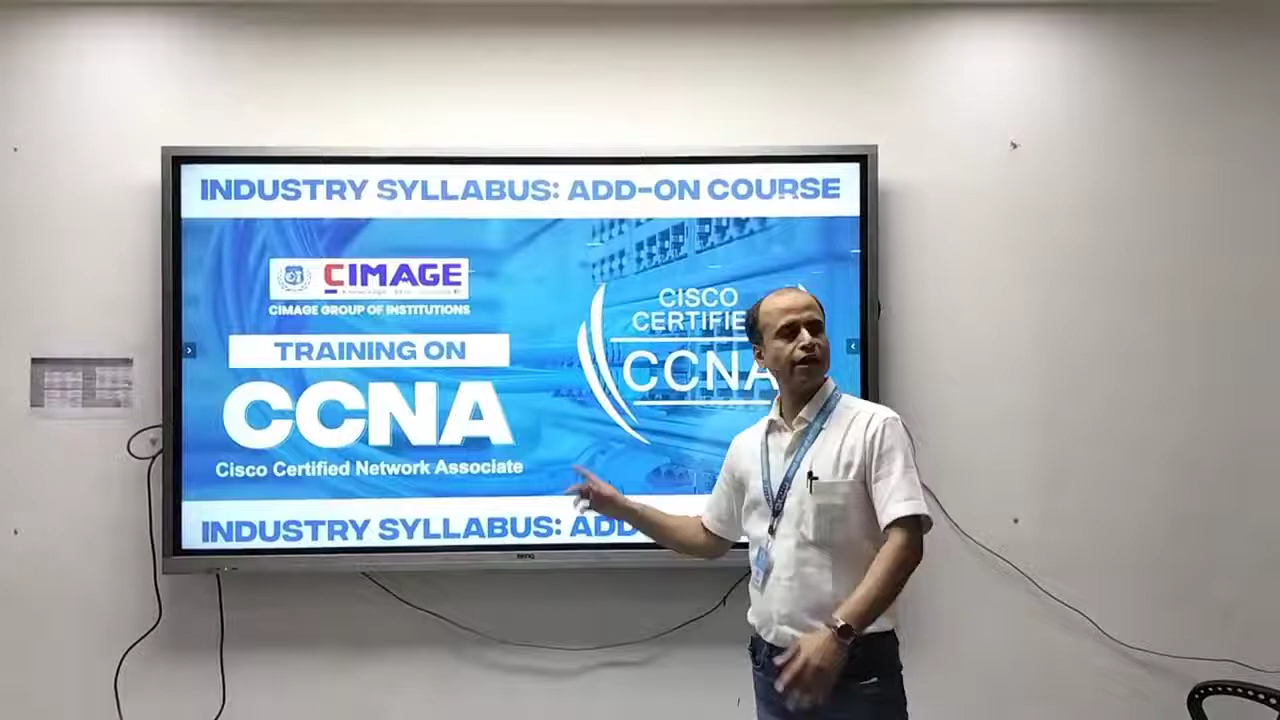 INDUSTRY SYLLABUS: ADD-ON COURSE
CIMAGE
CIMAGE GROUP OF INSTITUTIONS
TRAINING ON
CCNA
Cisco Certified Network Associate
CISCO
CERTIFIE
CCNA
INDUSTRY SYLLABUS: ADD
BENQ